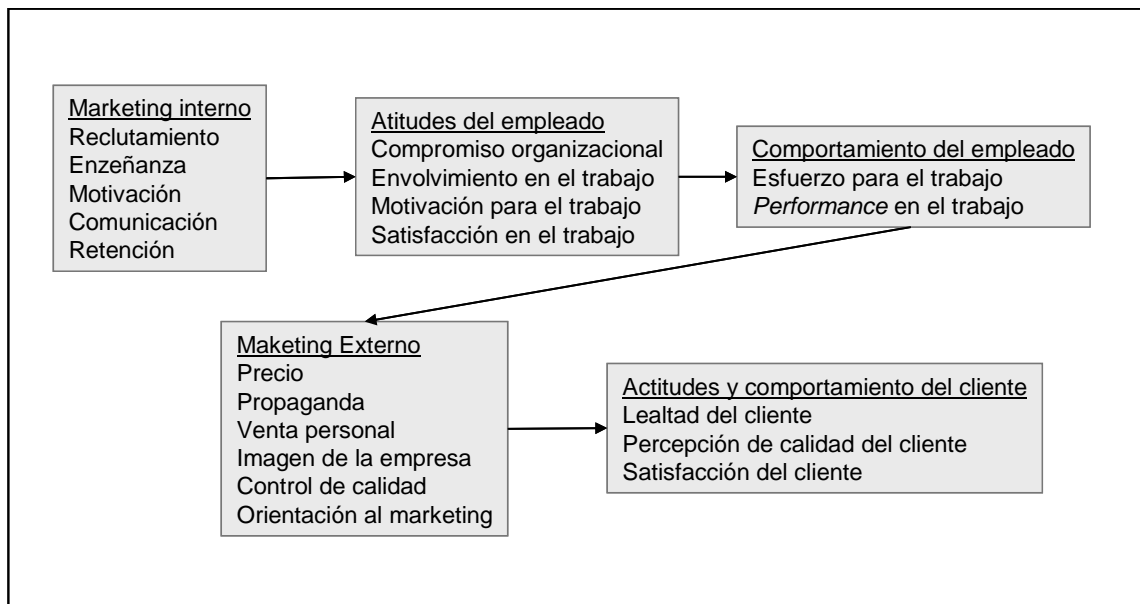 Marketing interno
Reclutamiento
Enzeñanza
Motivación
Comunicación
Retención
Atitudes del empleado
Compromiso organizacional
Envolvimiento en el trabajo
Motivación para el trabajo
Satisfacción en el trabajo
Comportamiento del empleado
Esfuerzo para el trabajo
Performance en el trabajo
Maketing Externo
Precio
Propaganda
Venta personal
Imagen de la empresa
Control de calidad
Orientación al marketing
Actitudes y comportamiento del cliente
Lealtad del cliente
Percepción de calidad del cliente
Satisfacción del cliente